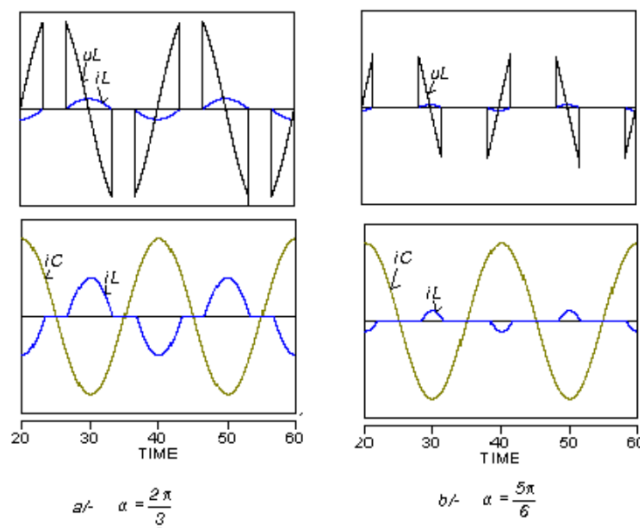 uL
iL
uL
iC
iL
iC
iL
20 30 40 50 60
TIME
20 30 40 50 60
TIME
a/- α = 2π/3
b/- α = 5π/6